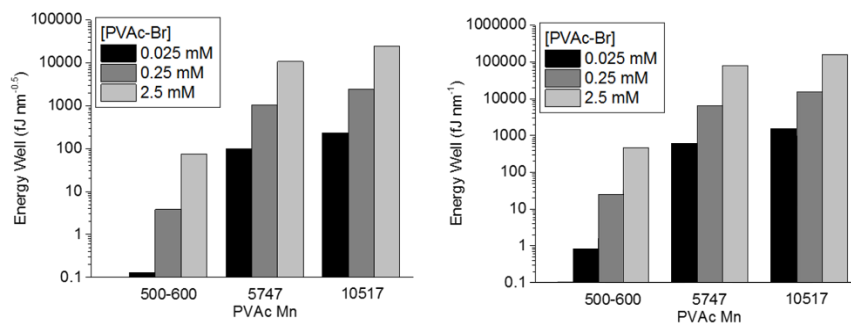 100000
10000
1000
100
10
1
0.1
Energy Well (fJ nm⁻⁰·⁵)
[PVAc-Br]
0.025 mM
0.25 mM
2.5 mM
500-600
5747
10517
PVAc Mn
1000000
100000
10000
1000
100
10
1
0.1
Energy Well (fJ nm⁻¹)
[PVAc-Br]
0.025 mM
0.25 mM
2.5 mM
500-600
5747
10517
PVAc Mn